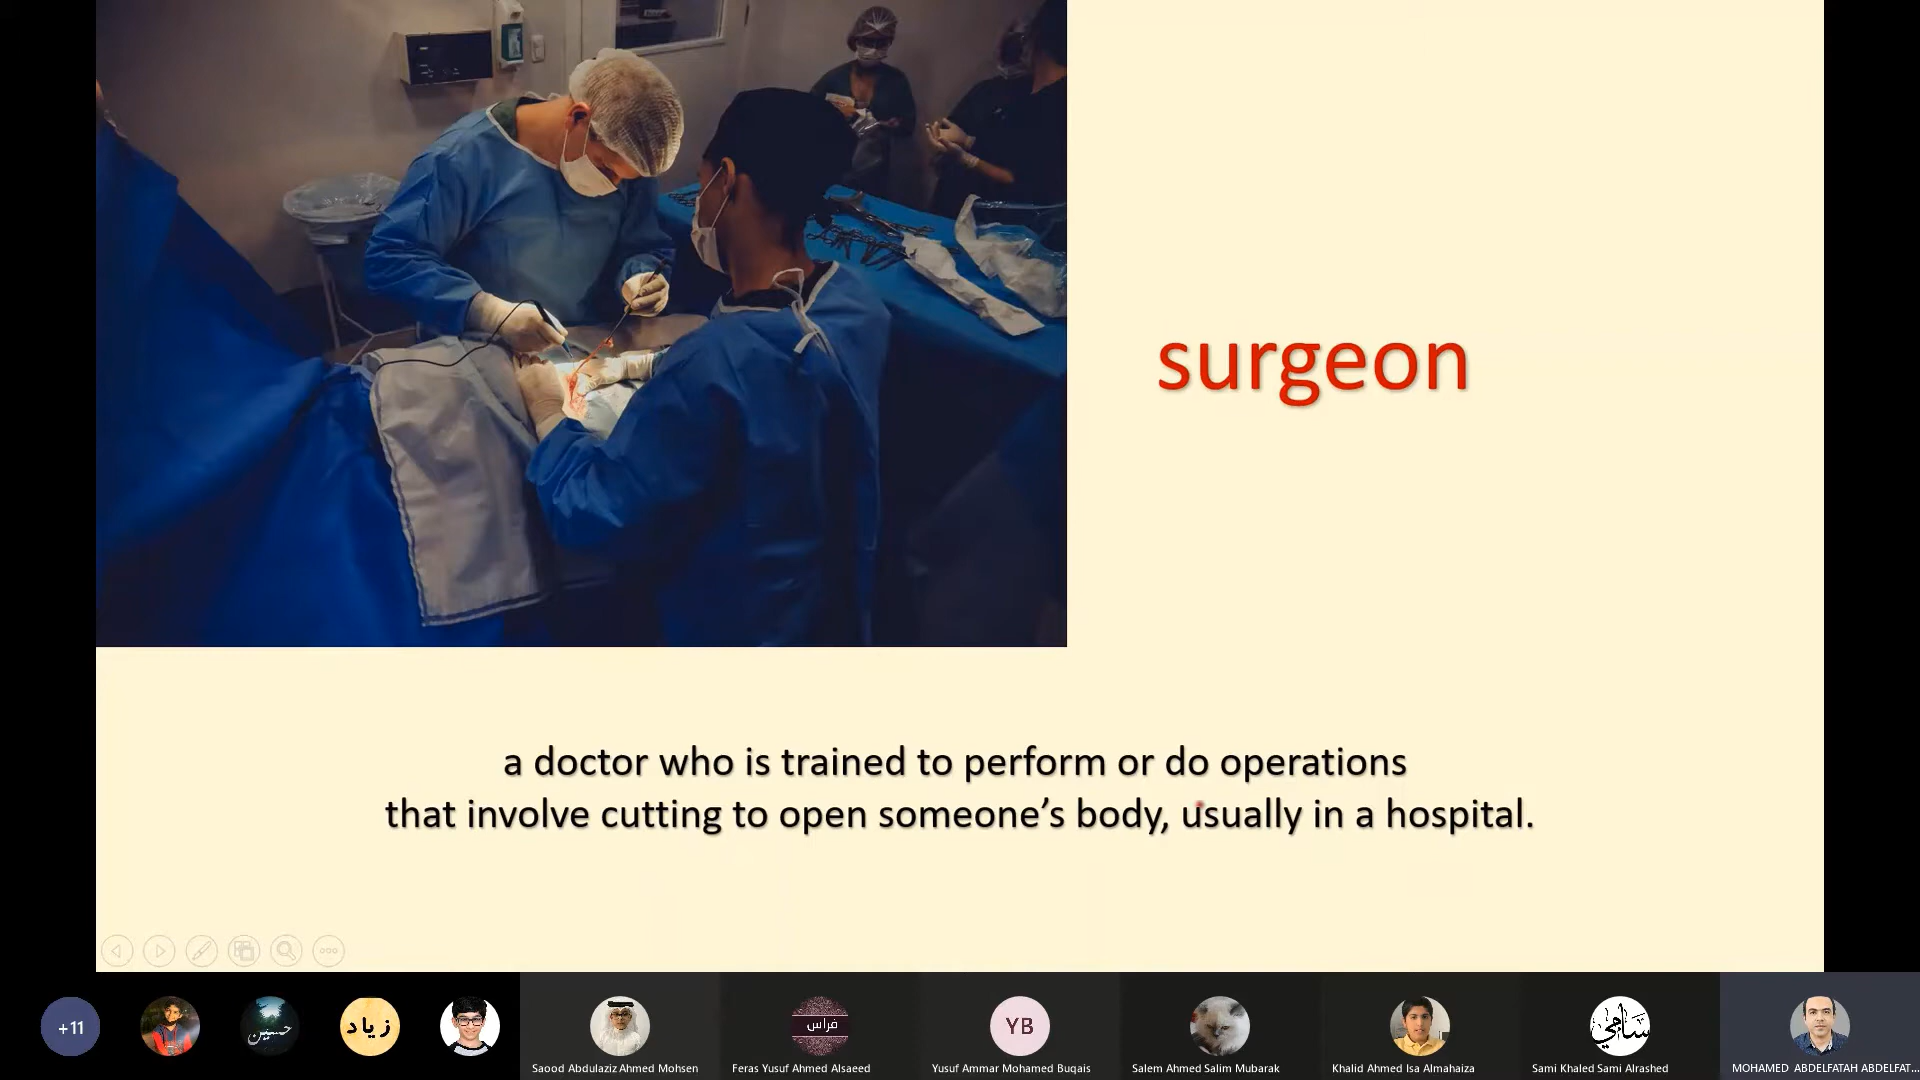 surgeon
a doctor who is trained to perform or do operations
that involve cutting to open someone’s body, usually in a hospital.
+11
حسين
زياد
فراس
YB
سامي
Saood Abdulaziz Ahmed Mohsen
Feras Yusuf Ahmed Alsaeed
Yusuf Ammar Mohamed Buqais
Salem Ahmed Salim Mubarak
Khalid Ahmed Isa Almahaiza
Sami Khaled Sami Alrashed
MOHAMED ABDELFATAH ABDELFAT...